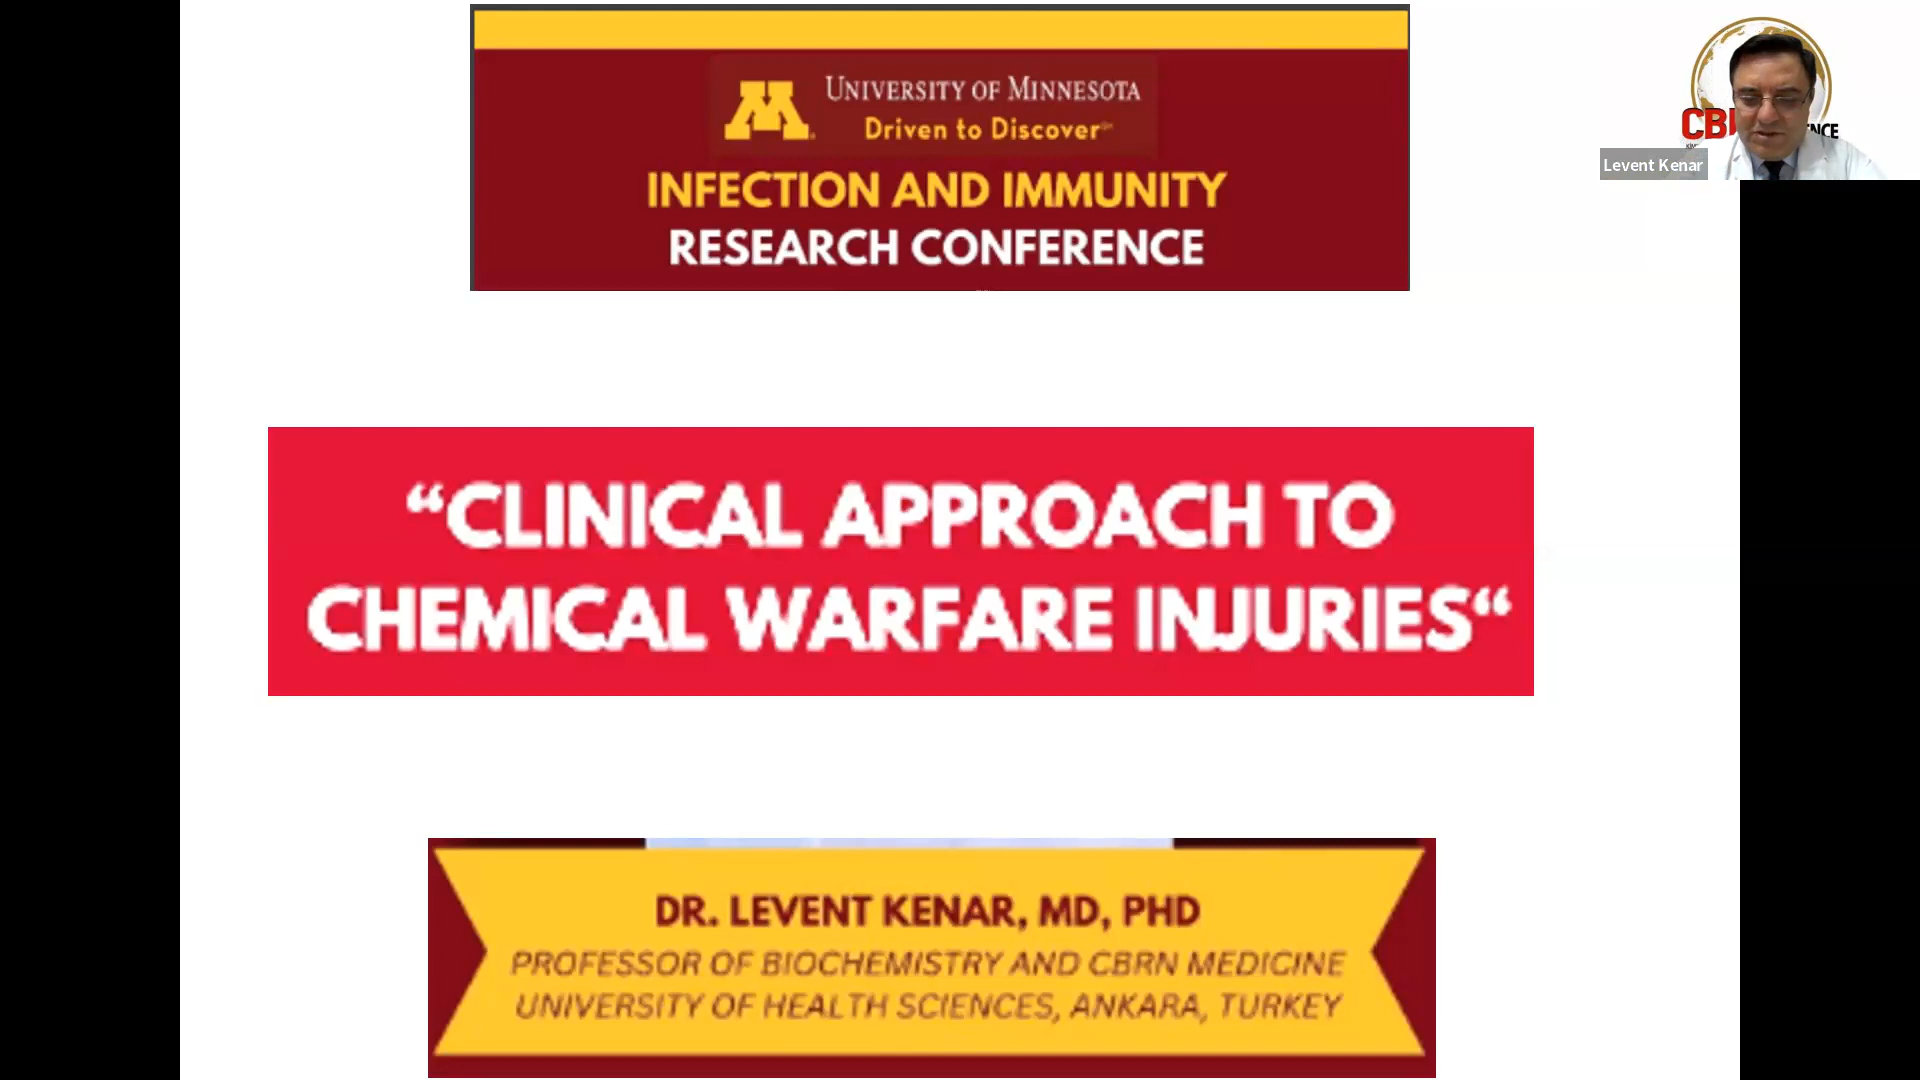 UNIVERSITY OF MINNESOTA
Driven to Discover
INFECTION AND IMMUNITY
RESEARCH CONFERENCE
Levent Kenar
“CLINICAL APPROACH TO
CHEMICAL WARFARE INJURIES“
DR. LEVENT KENAR, MD, PHD
PROFESSOR OF BIOCHEMISTRY AND CBRN MEDICINE
UNIVERSITY OF HEALTH SCIENCES, ANKARA, TURKEY